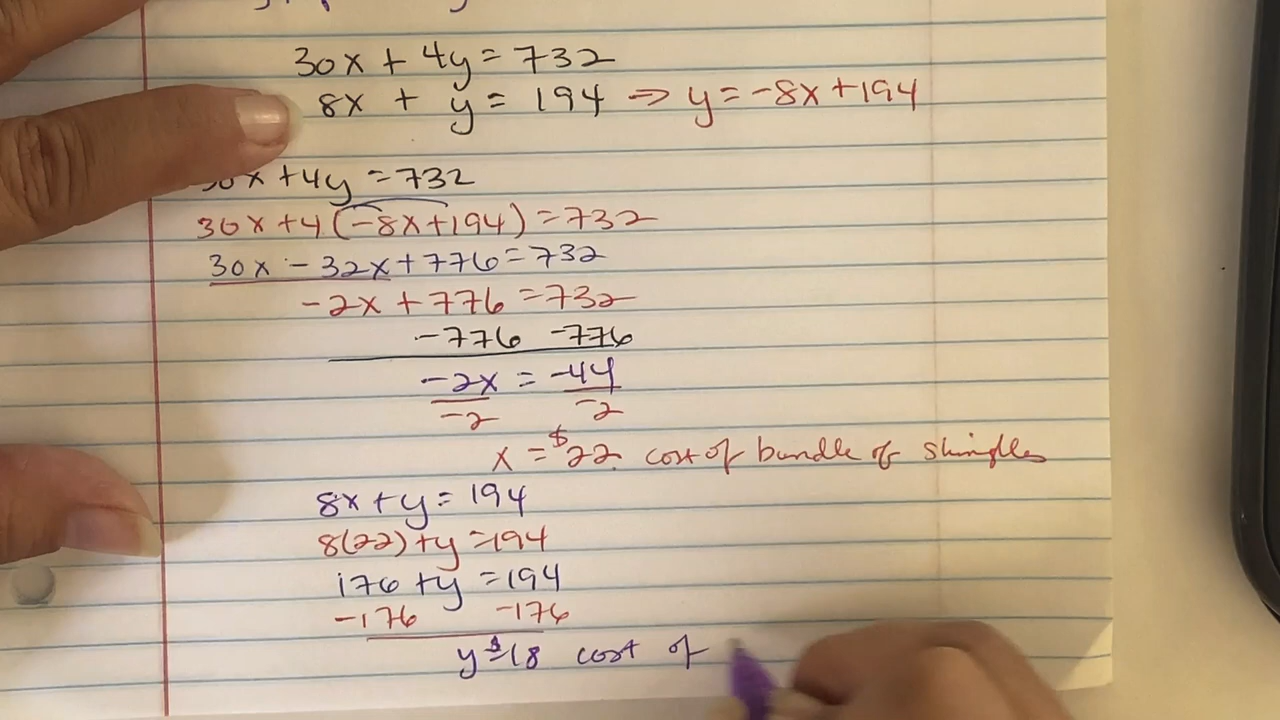 30x + 4y = 732
8x + y = 194 => y = -8x + 194
x + 4y = 732
30x + 4(-8x + 194) = 732
30x - 32x + 776 = 732
-2x + 776 = 732
-776 -776
-2x = -44
-2 -2
x = $22. cost of bundle of shingles
8x + y = 194
8(22) + y = 194
176 + y = 194
-176 -176
y = $18 cost of